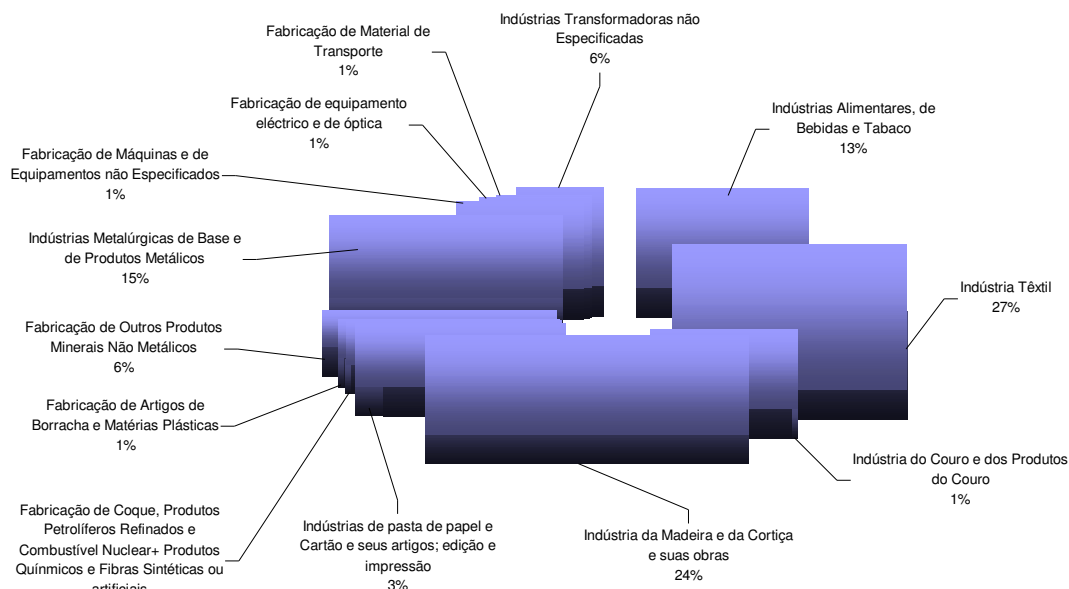 Indústrias Transformadoras não
Especificadas
6%
Fabricação de Material de
Transporte
1%
Fabricação de equipamento
eléctrico e de óptica
1%
Indústrias Alimentares, de
Bebidas e Tabaco
13%
Fabricação de Máquinas e de
Equipamentos não Especificados
1%
Indústrias Metalúrgicas de Base e
de Produtos Metálicos
15%
Indústria Têxtil
27%
Fabricação de Outros Produtos
Minerais Não Metálicos
6%
Fabricação de Artigos de
Borracha e Matérias Plásticas
1%
Indústria do Couro e dos Produtos
do Couro
1%
Fabricação de Coque, Produtos
Petrolíferos Refinados e
Combustível Nuclear+ Produtos
Quínmicos e Fibras Sintéticas ou
artificiais
Indústrias de pasta de papel e
Cartão e seus artigos; edição e
impressão
3%
Indústria da Madeira e da Cortiça
e suas obras
24%